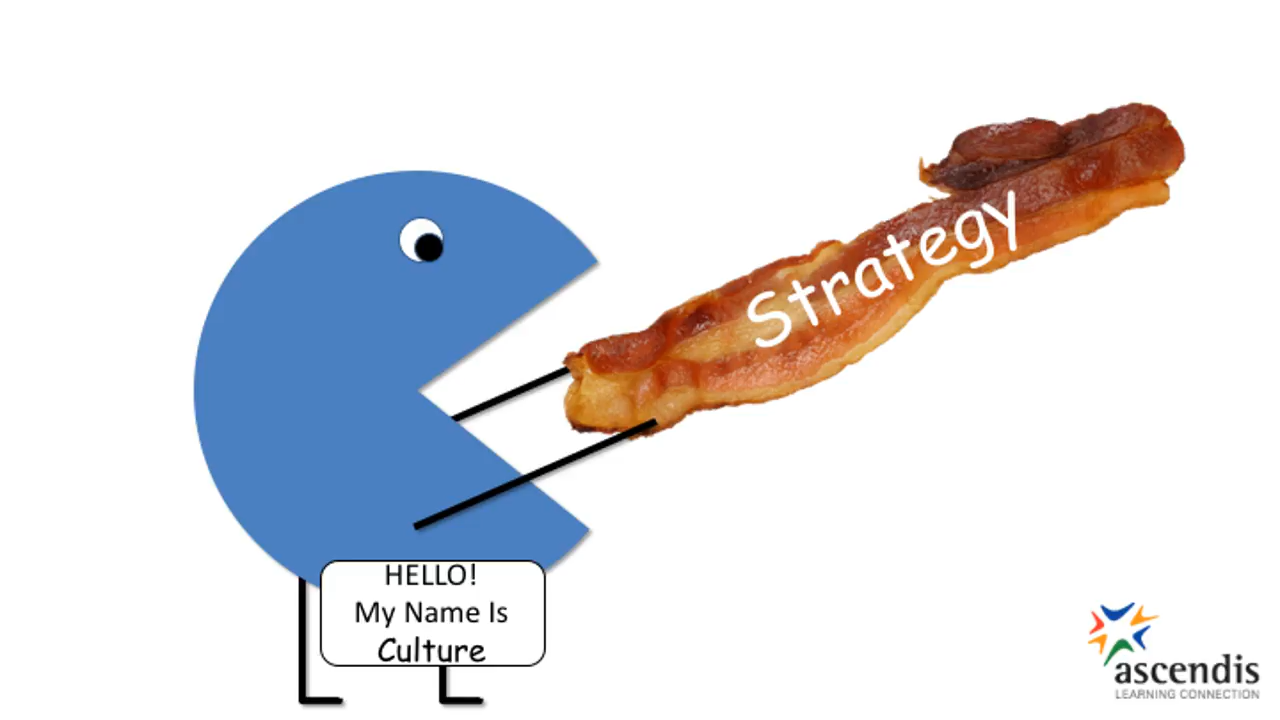 Strategy
HELLO!
My Name Is
Culture
ascendis
LEARNING CONNECTION